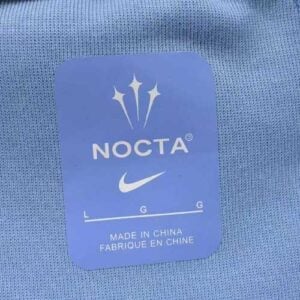 NOCTA
L G G
MADE IN CHINA
FABRIQUE EN CHINE